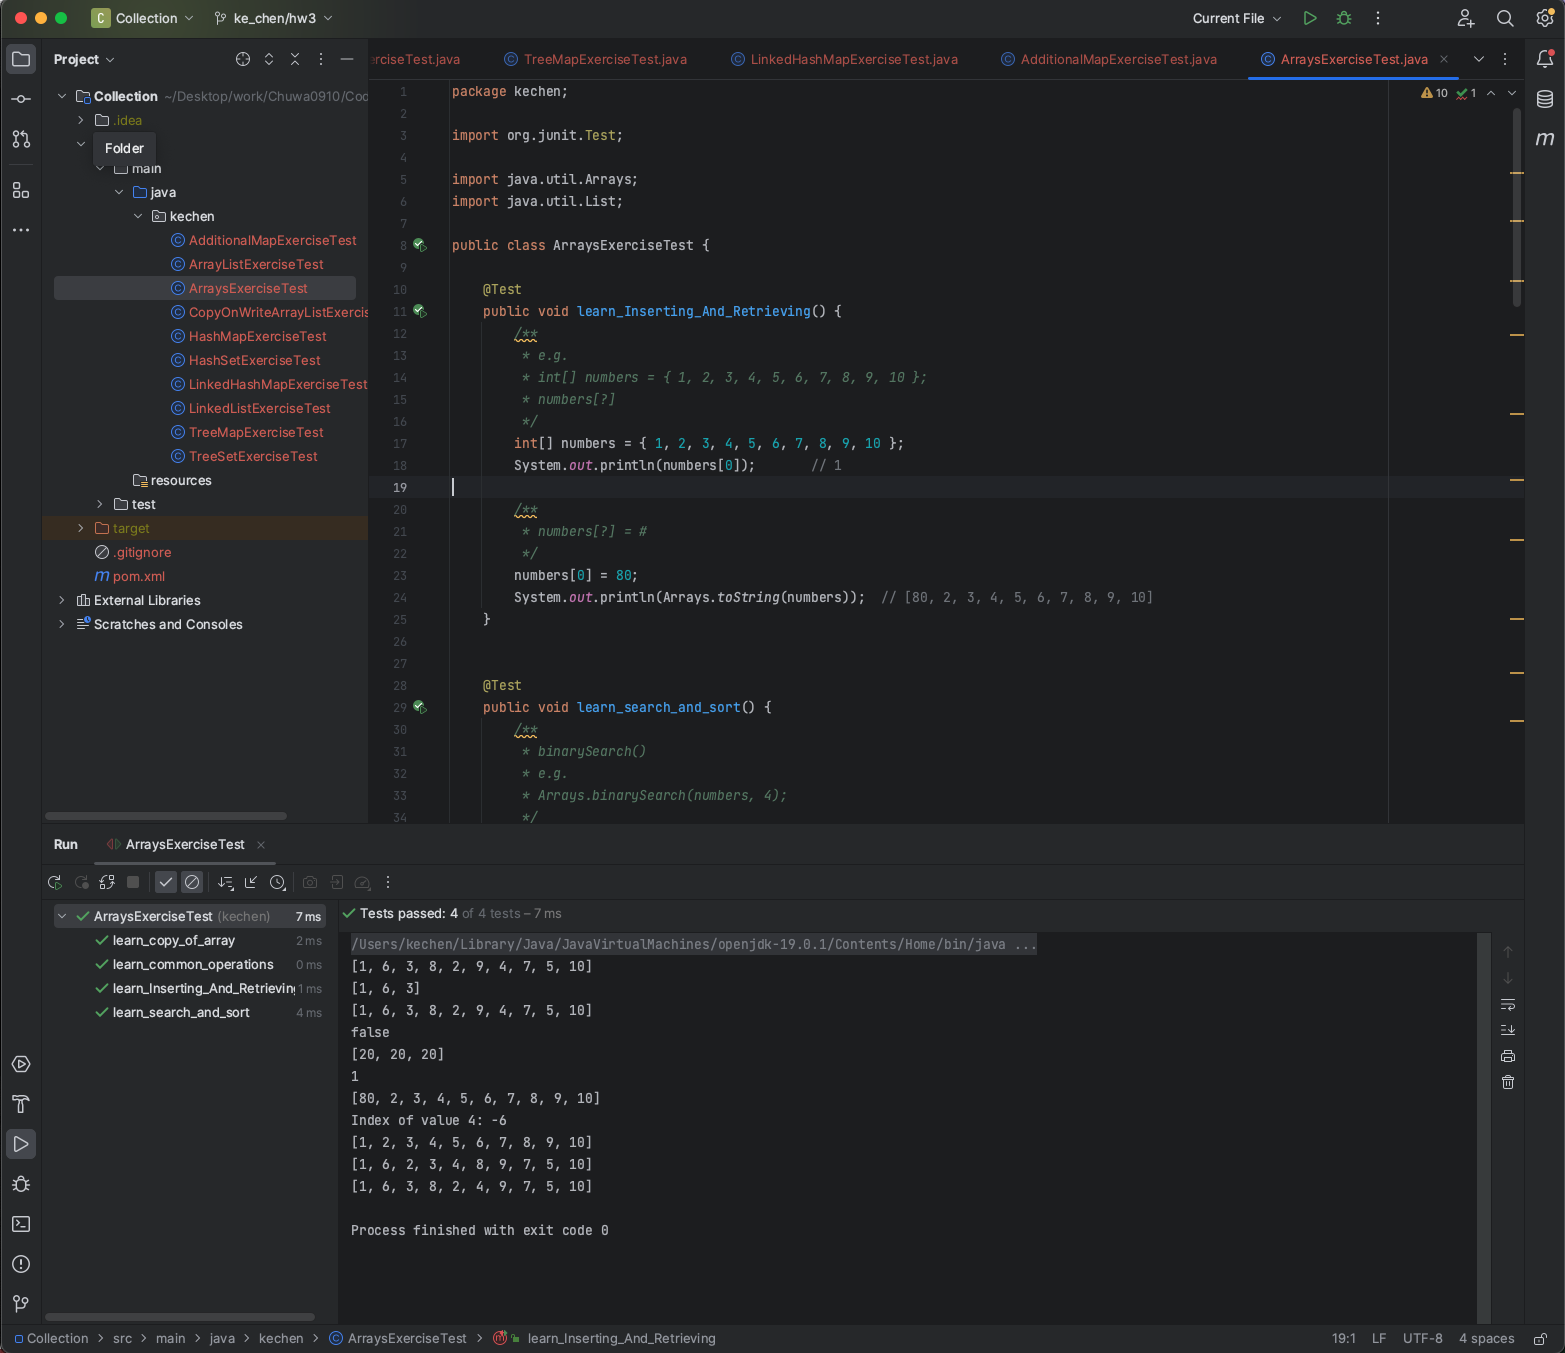 C Collection ke_chen/hw3 Current File
Project
Collection ~/Desktop/work/Chuwa0910/Cod
.idea
Folder
main
java
kechen
AdditionalMapExerciseTest
ArrayListExerciseTest
ArraysExerciseTest
CopyOnWriteArrayListExercis
HashMapExerciseTest
HashSetExerciseTest
LinkedHashMapExerciseTest
LinkedListExerciseTest
TreeMapExerciseTest
TreeSetExerciseTest
resources
test
target
.gitignore
m pom.xml
External Libraries
Scratches and Consoles
erciseTest.java TreeMapExerciseTest.java LinkedHashMapExerciseTest.java AdditionalMapExerciseTest.java ArraysExerciseTest.java
10 1
m
1 package kechen;
2
3 import org.junit.Test;
4
5 import java.util.Arrays;
6 import java.util.List;
7
8 public class ArraysExerciseTest {
9
10 @Test
11 public void learn_Inserting_And_Retrieving() {
12 /**
13 * e.g.
14 * int[] numbers = { 1, 2, 3, 4, 5, 6, 7, 8, 9, 10 };
15 * numbers[?]
16 */
17 int[] numbers = { 1, 2, 3, 4, 5, 6, 7, 8, 9, 10 };
18 System.out.println(numbers[0]); // 1
19
20 /**
21 * numbers[?] = #
22 */
23 numbers[0] = 80;
24 System.out.println(Arrays.toString(numbers)); // [80, 2, 3, 4, 5, 6, 7, 8, 9, 10]
25 }
26
27
28 @Test
29 public void learn_search_and_sort() {
30 /**
31 * binarySearch()
32 * e.g.
33 * Arrays.binarySearch(numbers, 4);
34 */
Run ArraysExerciseTest
ArraysExerciseTest (kechen) 7 ms
learn_copy_of_array 2 ms
learn_common_operations 0 ms
learn_Inserting_And_Retrieving 1 ms
learn_search_and_sort 4 ms
Tests passed: 4 of 4 tests – 7 ms
/Users/kechen/Library/Java/JavaVirtualMachines/openjdk-19.0.1/Contents/Home/bin/java ...
[1, 6, 3, 8, 2, 9, 4, 7, 5, 10]
[1, 6, 3]
[1, 6, 3, 8, 2, 9, 4, 7, 5, 10]
false
[20, 20, 20]
1
[80, 2, 3, 4, 5, 6, 7, 8, 9, 10]
Index of value 4: -6
[1, 2, 3, 4, 5, 6, 7, 8, 9, 10]
[1, 6, 2, 3, 4, 8, 9, 7, 5, 10]
[1, 6, 3, 8, 2, 4, 9, 7, 5, 10]
Process finished with exit code 0
Collection > src > main > java > kechen > ArraysExerciseTest > learn_Inserting_And_Retrieving 19:1 LF UTF-8 4 spaces